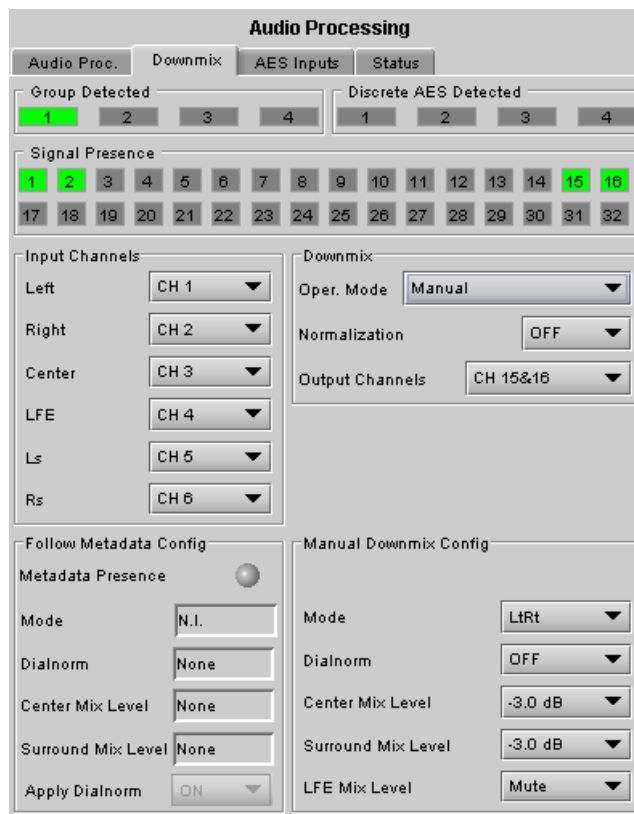 Audio Processing
Audio Proc. Downmix AES Inputs Status
Group Detected
1 2 3 4
Discrete AES Detected
1 2 3 4
Signal Presence
1 2 3 4 5 6 7 8 9 10 11 12 13 14 15 16
17 18 19 20 21 22 23 24 25 26 27 28 29 30 31 32
Input Channels
Left CH 1
Right CH 2
Center CH 3
LFE CH 4
Ls CH 5
Rs CH 6
Downmix
Oper. Mode Manual
Normalization OFF
Output Channels CH 15&16
Follow Metadata Config
Metadata Presence
Mode N.I.
Dialnorm None
Center Mix Level None
Surround Mix Level None
Apply Dialnorm ON
Manual Downmix Config
Mode LtRt
Dialnorm OFF
Center Mix Level -3.0 dB
Surround Mix Level -3.0 dB
LFE Mix Level Mute